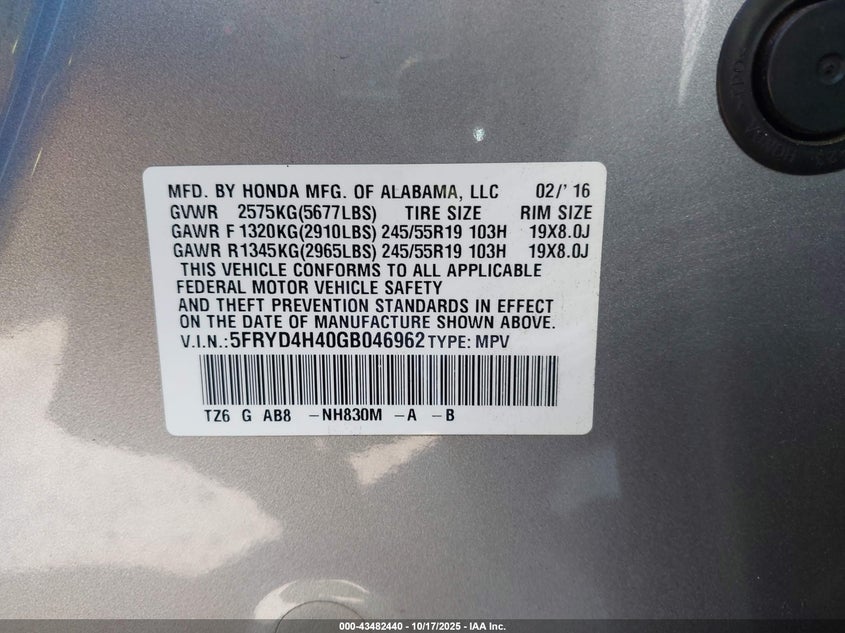 MFD. BY HONDA MFG. OF ALABAMA, LLC 02/' 16
GVWR 2575KG(5677LBS) TIRE SIZE RIM SIZE
GAWR F 1320KG(2910LBS) 245/55R19 103H 19X8.0J
GAWR R1345KG(2965LBS) 245/55R19 103H 19X8.0J
THIS VEHICLE CONFORMS TO ALL APPLICABLE
FEDERAL MOTOR VEHICLE SAFETY
AND THEFT PREVENTION STANDARDS IN EFFECT
ON THE DATE OF MANUFACTURE SHOWN ABOVE.
V.I.N.: 5FRYD4H40GB046962 TYPE: MPV
TZ6 G AB8 –NH830M –A –B
000-43482440 - 10/17/2025 - IAA Inc.